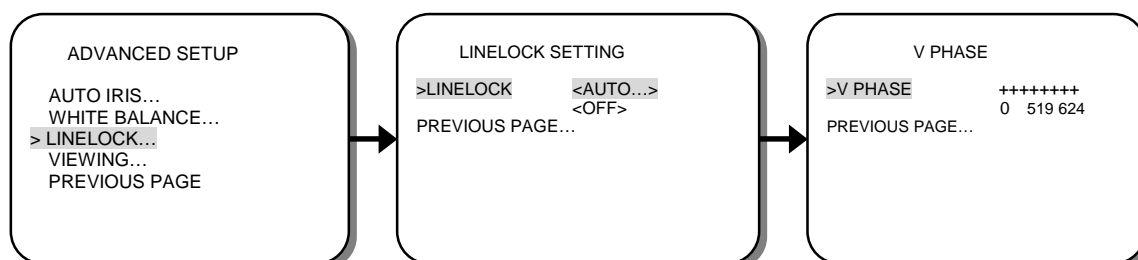 ADVANCED SETUP
AUTO IRIS…
WHITE BALANCE…
> LINELOCK…
VIEWING…
PREVIOUS PAGE
LINELOCK SETTING
>LINELOCK <AUTO…>
<OFF>
PREVIOUS PAGE…
V PHASE
>V PHASE ++++++++
0 519 624
PREVIOUS PAGE…